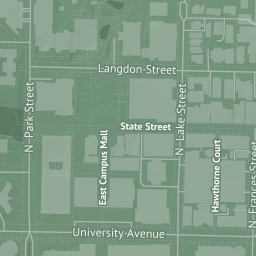 Langdon Street
N Park Street
State Street
N Lake Street
East Campus Mall
Hawthorne Court
N Frances Street
University Avenue